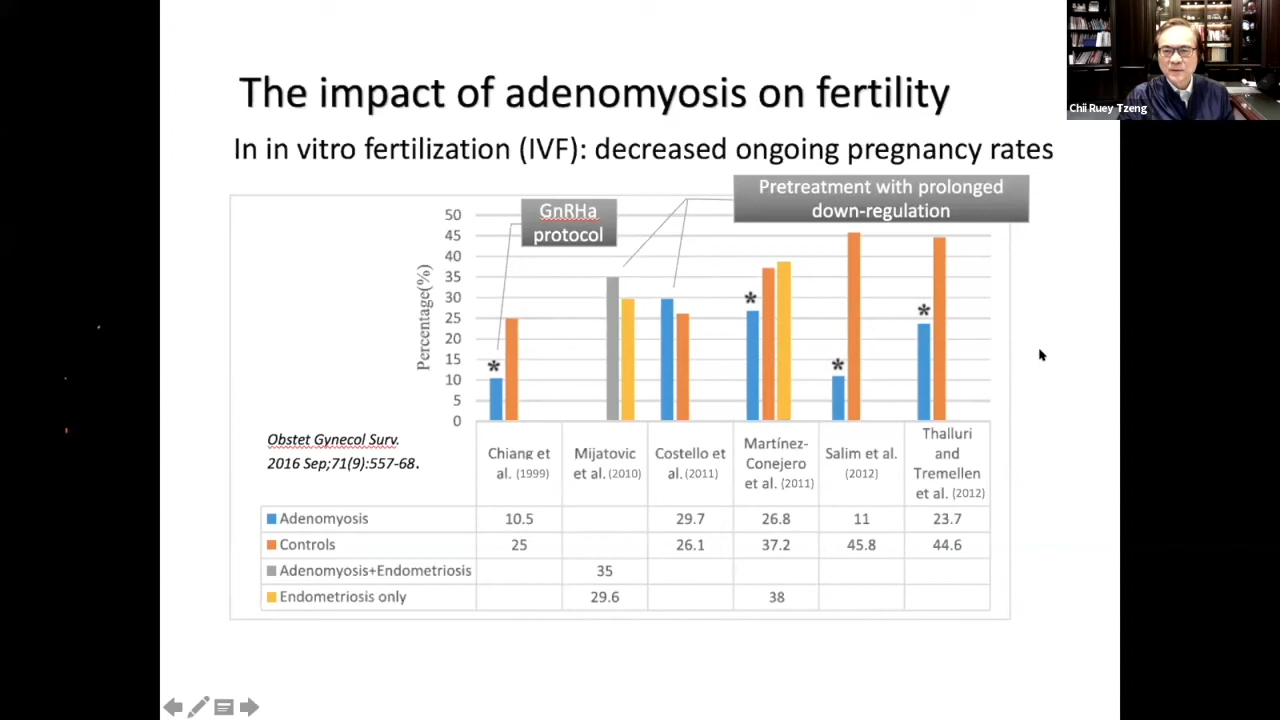 Chii Ruey Tzeng
The impact of adenomyosis on fertility
In in vitro fertilization (IVF): decreased ongoing pregnancy rates
Pretreatment with prolonged
down-regulation
GnRHa
protocol
50
45
40
35
30
25
20
15
10
5
0
Percentage(%)
*
*
*
*
Obstet Gynecol Surv.
2016 Sep;71(9):557-68.
Chiang et
al. (1999)
Mijatovic
et al. (2010)
Costello et
al. (2011)
Martínez-
Conejero
et al. (2011)
Salim et al.
(2012)
Thalluri
and
Tremellen
et al. (2012)
Adenomyosis 10.5 29.7 26.8 11 23.7
Controls 25 26.1 37.2 45.8 44.6
Adenomyosis+Endometriosis 35
Endometriosis only 29.6 38